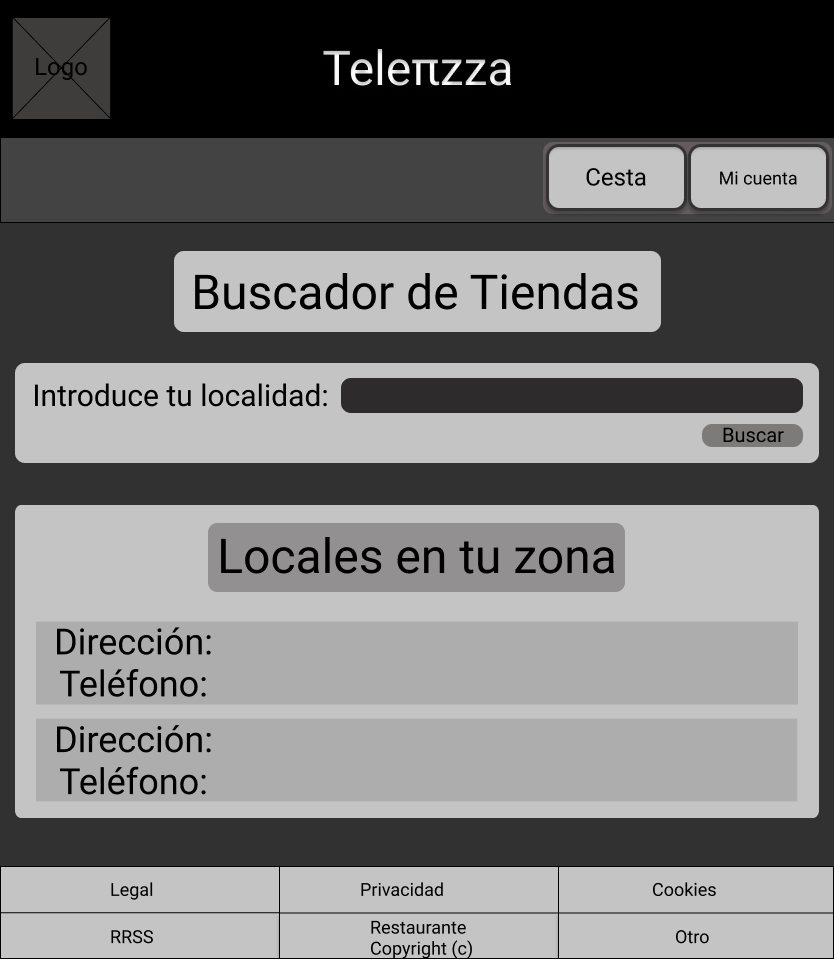 Logo
Teleπzza
Cesta
Mi cuenta
Buscador de Tiendas
Introduce tu localidad:
Buscar
Locales en tu zona
Dirección:
Teléfono:
Dirección:
Teléfono:
Legal
Privacidad
Cookies
RRSS
Restaurante
Copyright (c)
Otro